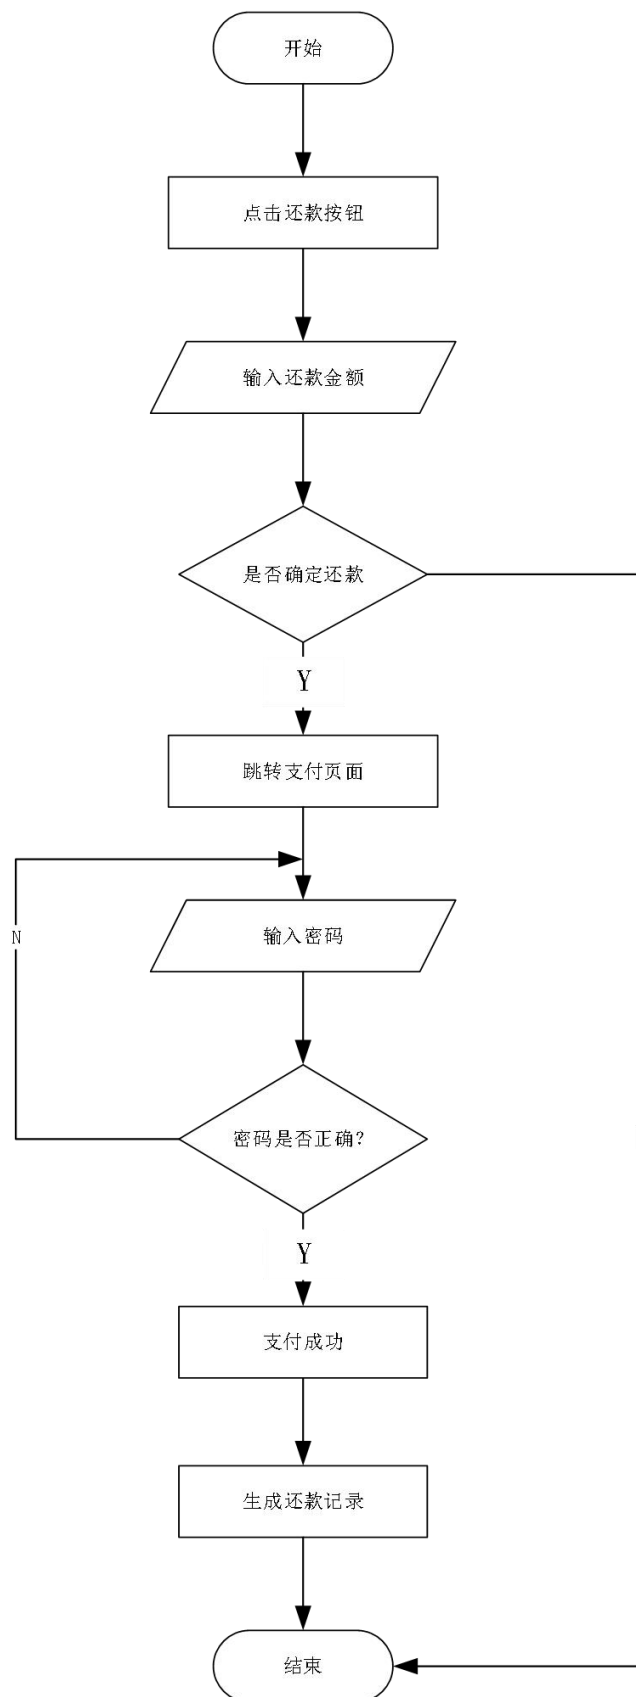 开始
点击还款按钮
输入还款金额
是否确定还款
Y
跳转支付页面
输入密码
N
密码是否正确?
Y
支付成功
生成还款记录
结束